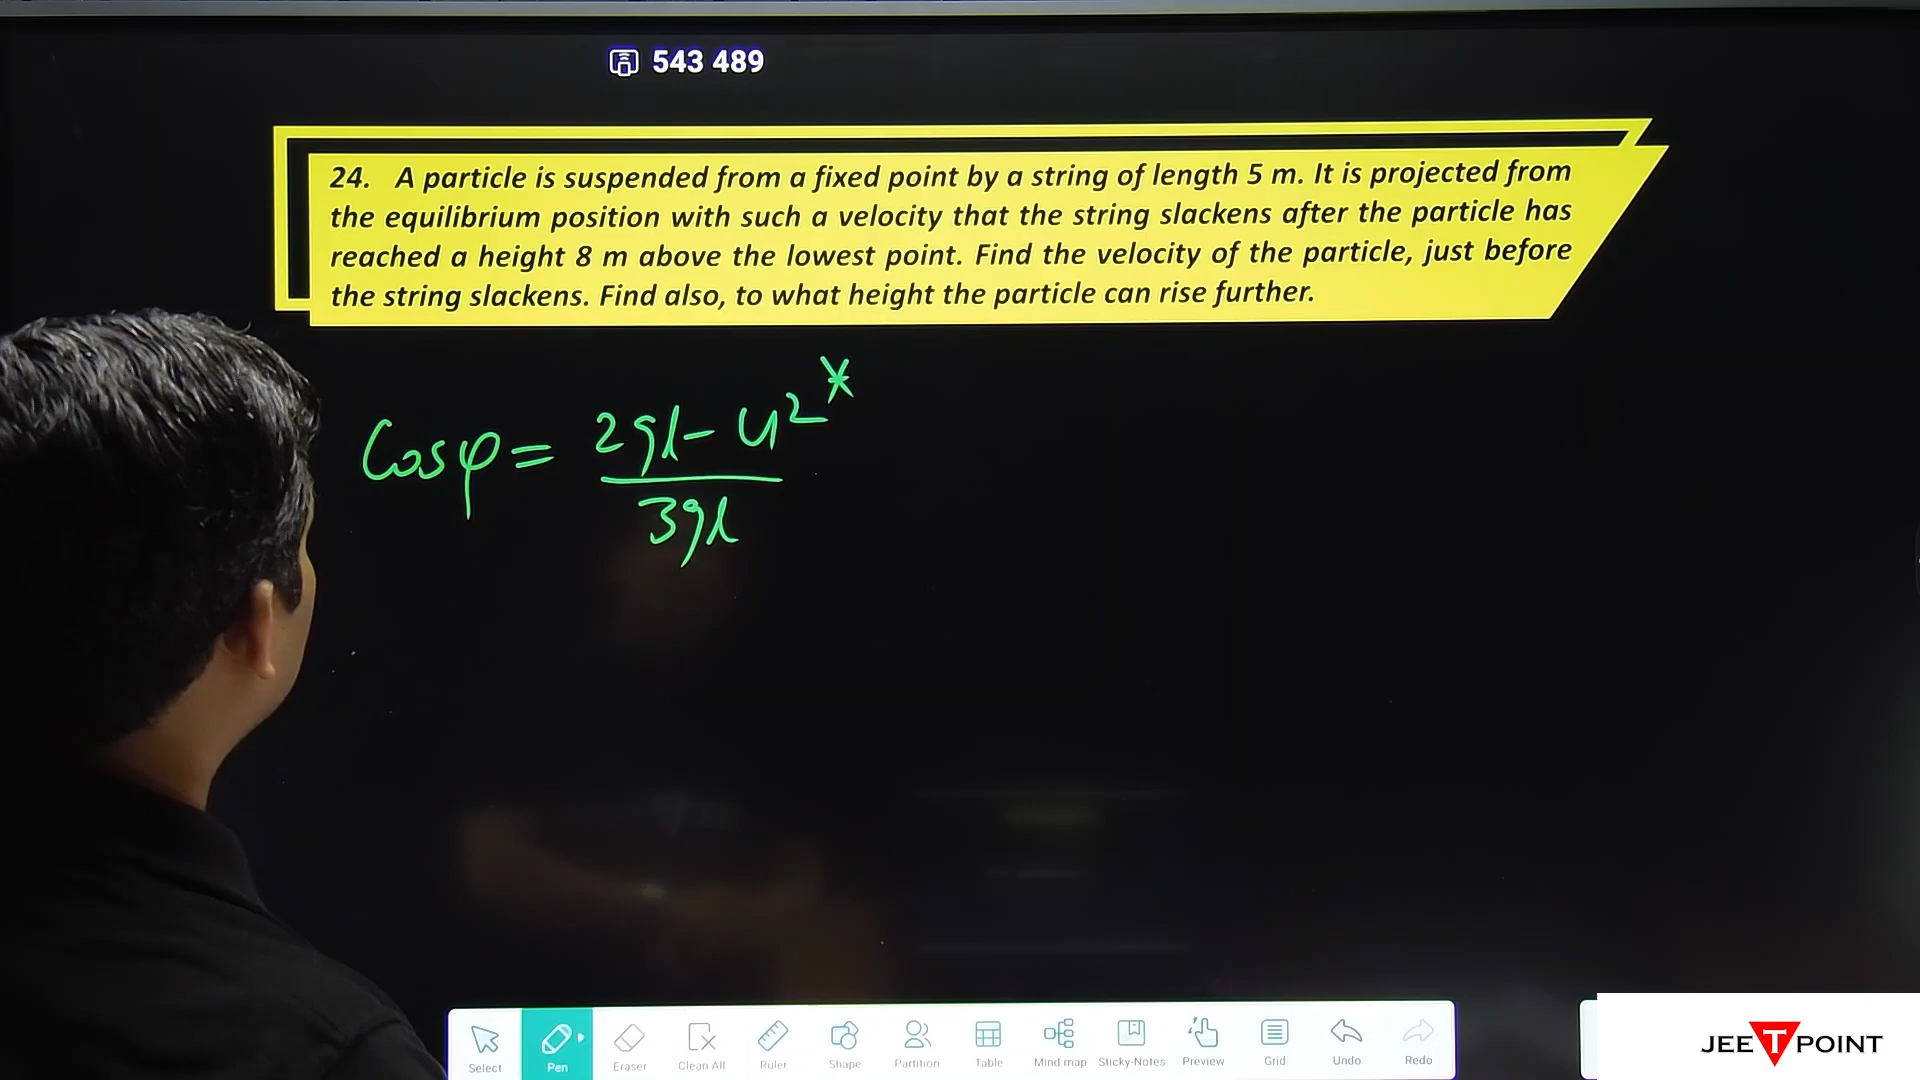 543 489
24. A particle is suspended from a fixed point by a string of length 5 m. It is projected from
the equilibrium position with such a velocity that the string slackens after the particle has
reached a height 8 m above the lowest point. Find the velocity of the particle, just before
the string slackens. Find also, to what height the particle can rise further.
Cosφ = 2gl - u2*
3gl
Select Pen Eraser Clean All Ruler Shape Partition Table Mind map Sticky-Notes Preview Grid Undo Redo
JEE T POINT